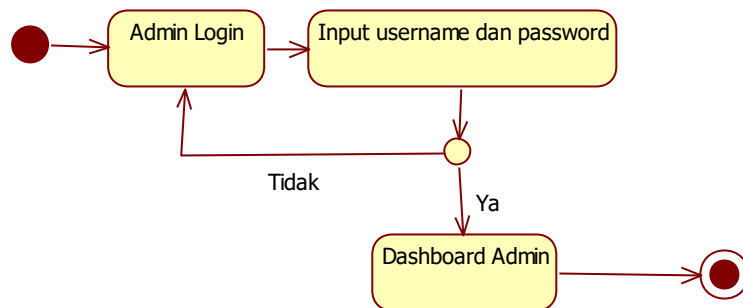 Admin Login
Input username dan password
Tidak
Ya
Dashboard Admin